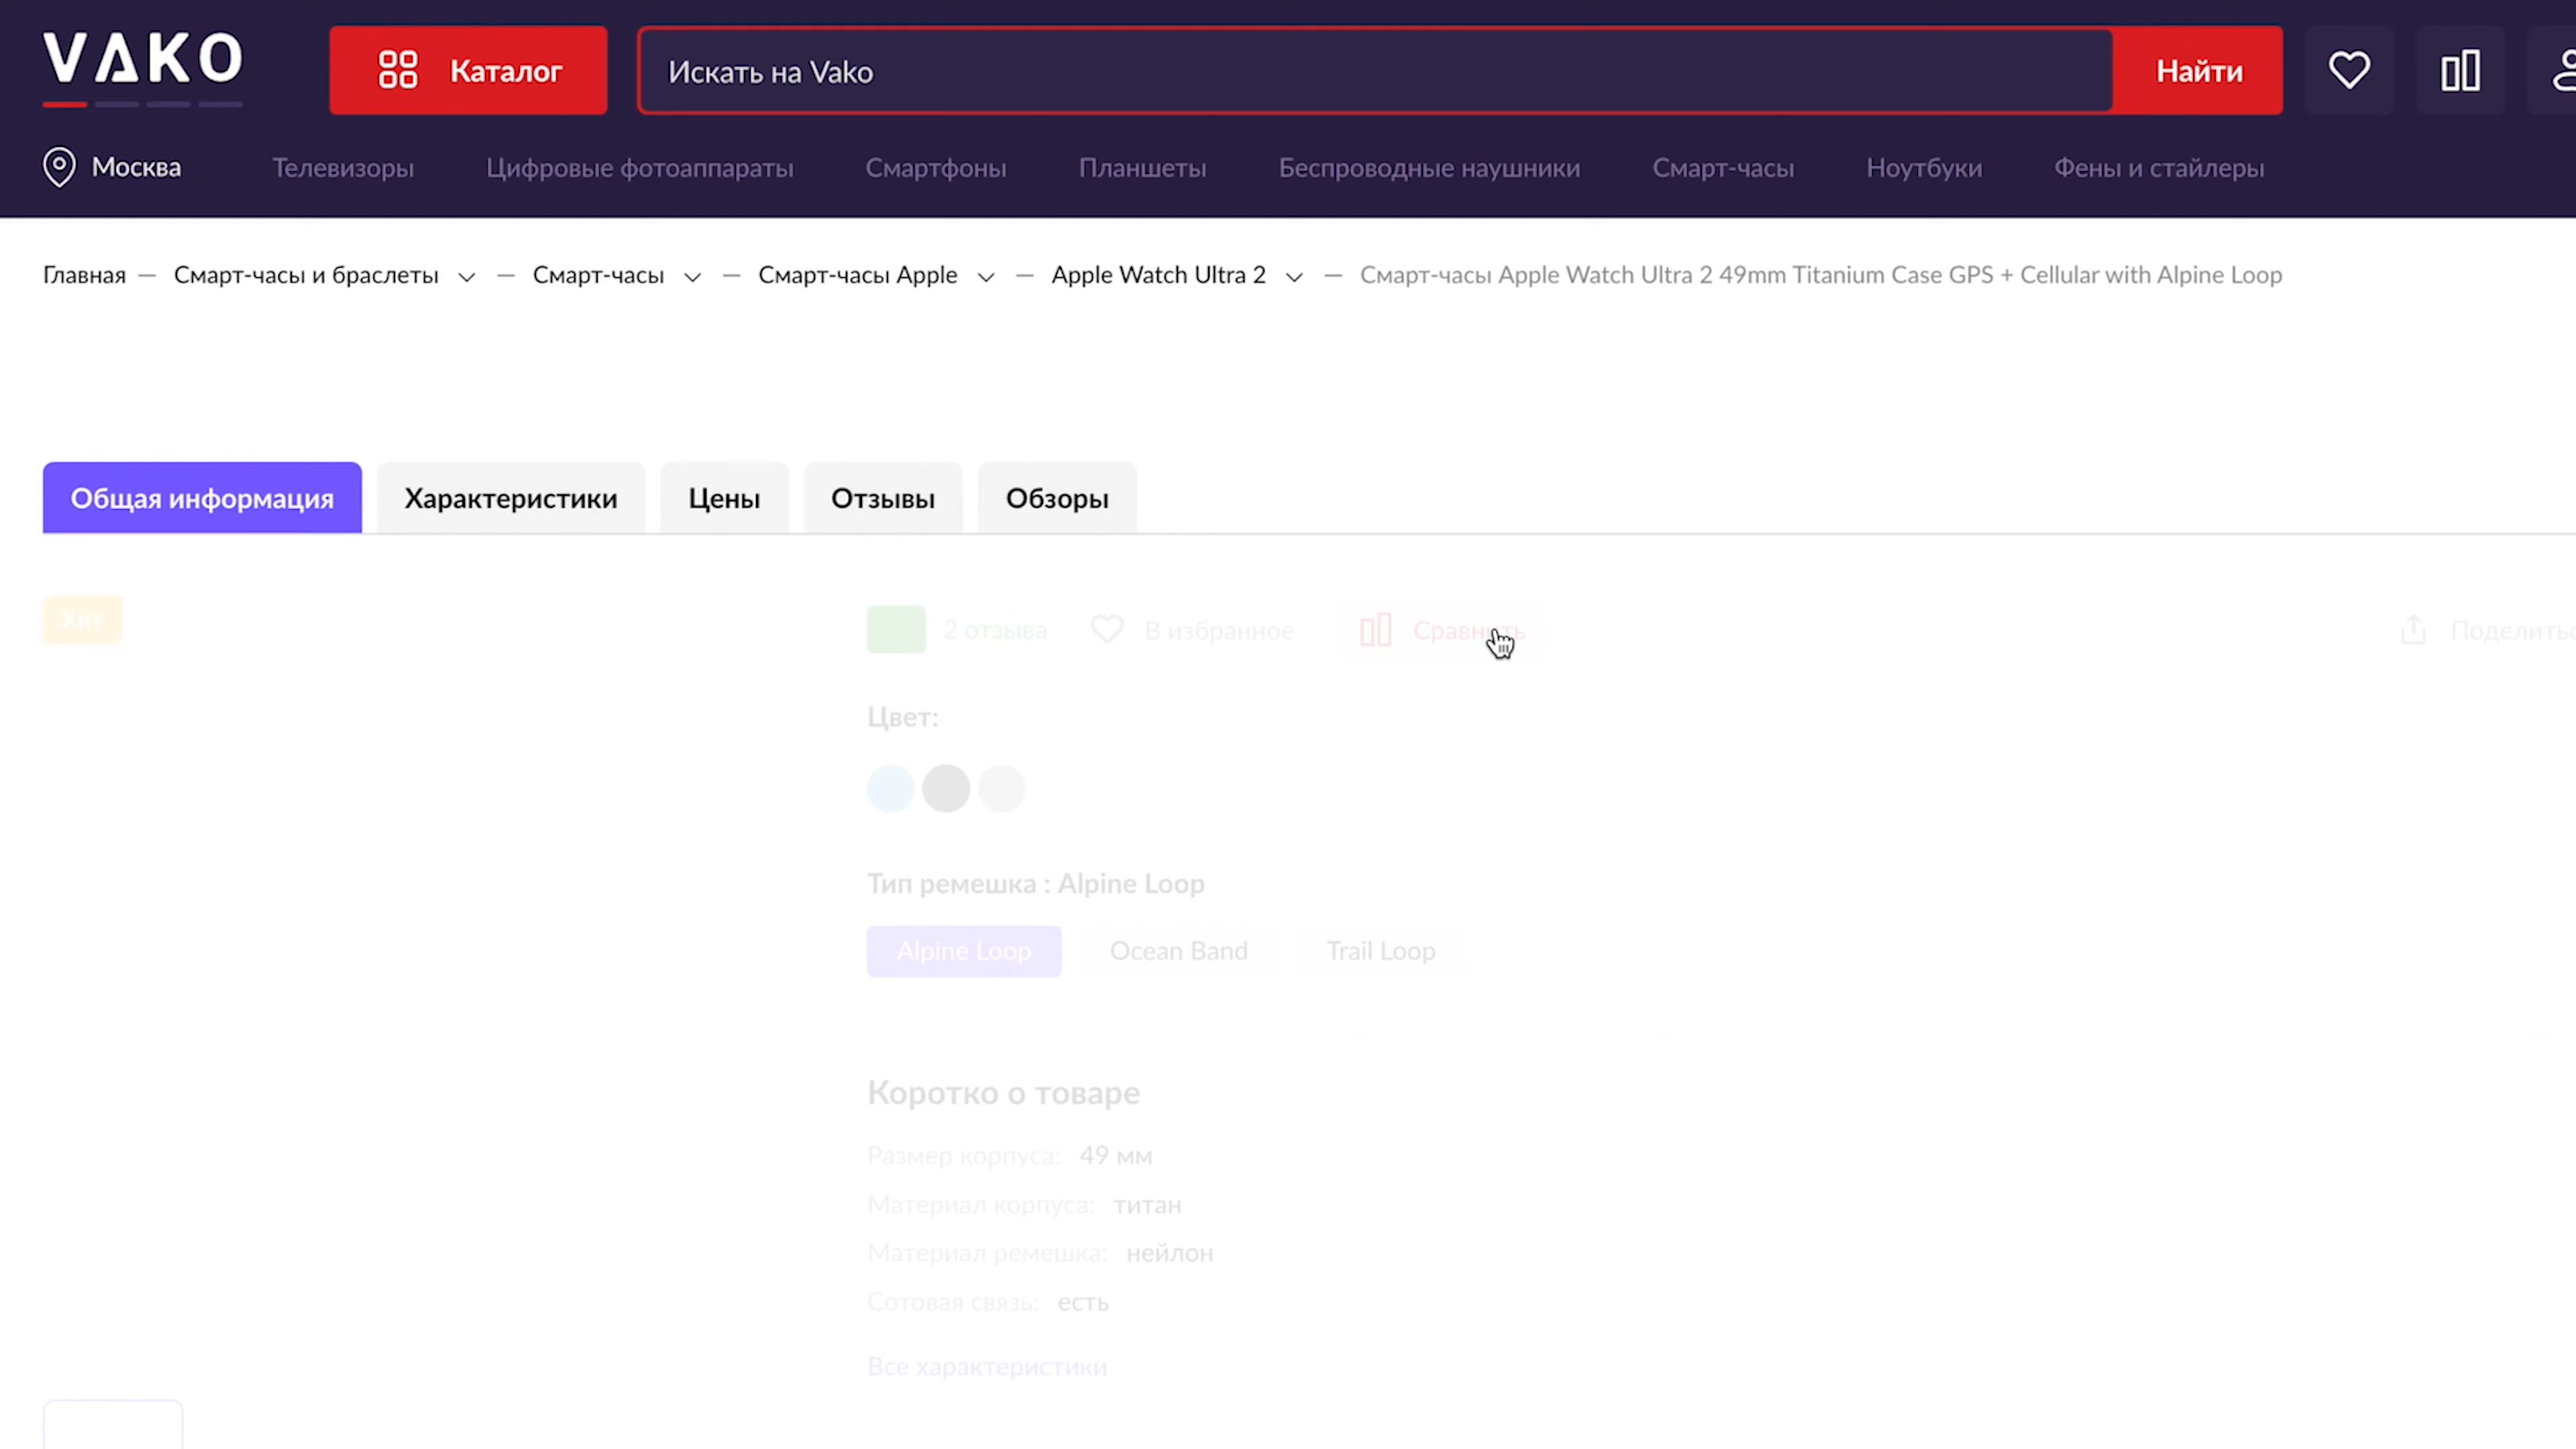 VAKO
Каталог
Искать на Vako
Найти
Москва
Телевизоры
Цифровые фотоаппараты
Смартфоны
Планшеты
Беспроводные наушники
Смарт-часы
Ноутбуки
Фены и стайлеры
Главная — Смарт-часы и браслеты — Смарт-часы — Смарт-часы Apple — Apple Watch Ultra 2 — Смарт-часы Apple Watch Ultra 2 49mm Titanium Case GPS + Cellular with Alpine Loop
Общая информация
Характеристики
Цены
Отзывы
Обзоры
Хит
2 отзыва
В избранное
Сравнить
Цвет:
Тип ремешка : Alpine Loop
Alpine Loop
Ocean Band
Trail Loop
Коротко о товаре
Размер корпуса: 49 мм
Материал корпуса: титан
Материал ремешка: нейлон
Сотовая связь: есть
Все характеристики